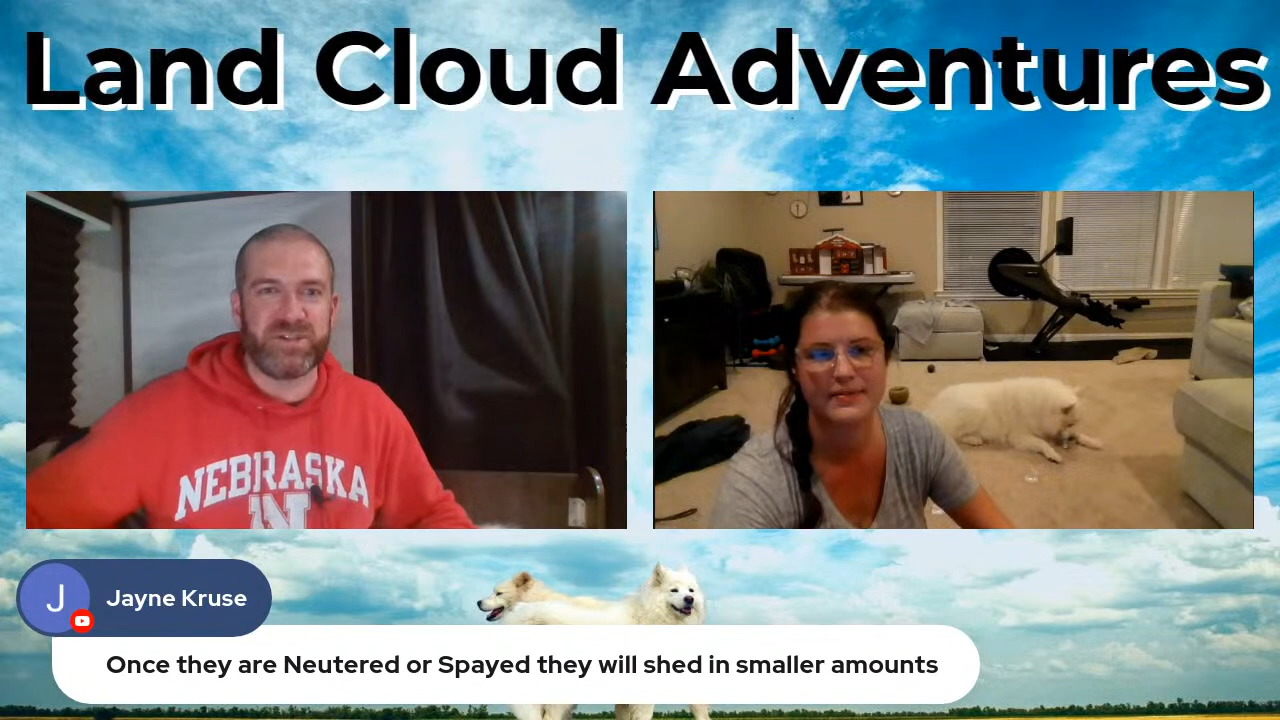 Land Cloud Adventures
NEBRASKA
N
J
Jayne Kruse
Once they are Neutered or Spayed they will shed in smaller amounts